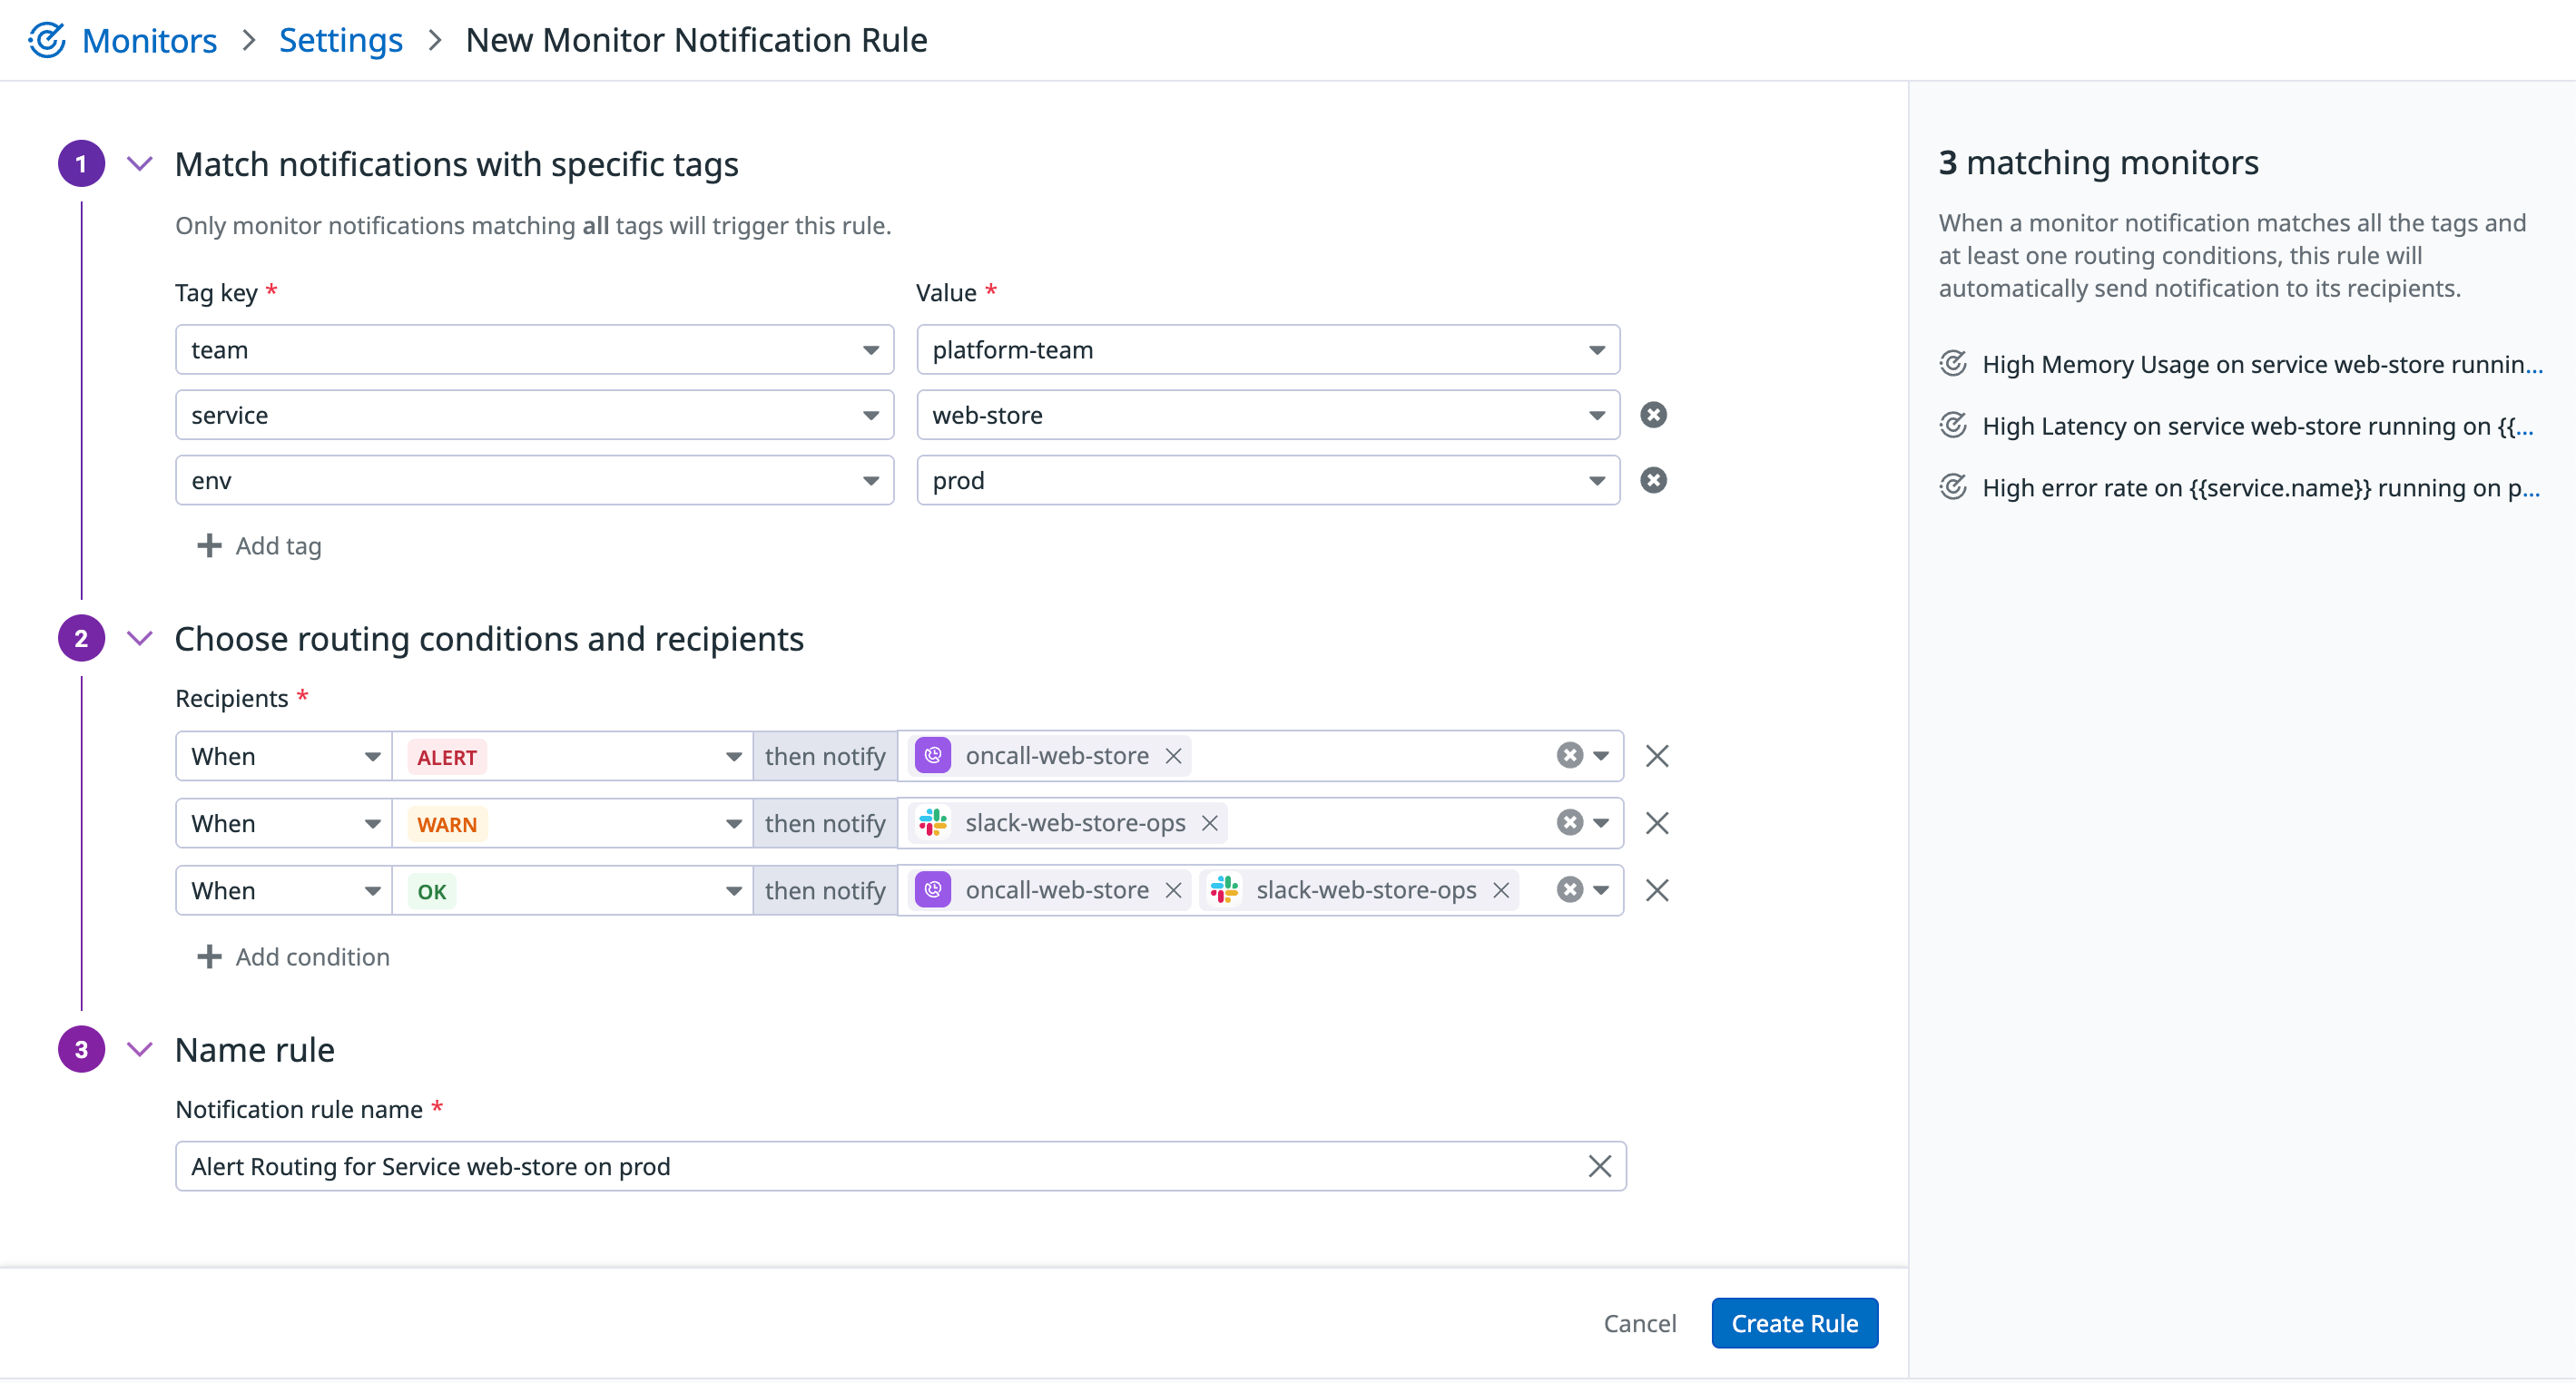 Monitors > Settings > New Monitor Notification Rule
1 Match notifications with specific tags
Only monitor notifications matching all tags will trigger this rule.
Tag key * Value *
team platform-team
service web-store
env prod
+ Add tag
2 Choose routing conditions and recipients
Recipients *
When ALERT then notify oncall-web-store
When WARN then notify slack-web-store-ops
When OK then notify oncall-web-store slack-web-store-ops
+ Add condition
3 Name rule
Notification rule name *
Alert Routing for Service web-store on prod
Cancel Create Rule
3 matching monitors
When a monitor notification matches all the tags and
at least one routing conditions, this rule will
automatically send notification to its recipients.
High Memory Usage on service web-store runnin...
High Latency on service web-store running on {{...
High error rate on {{service.name}} running on p...